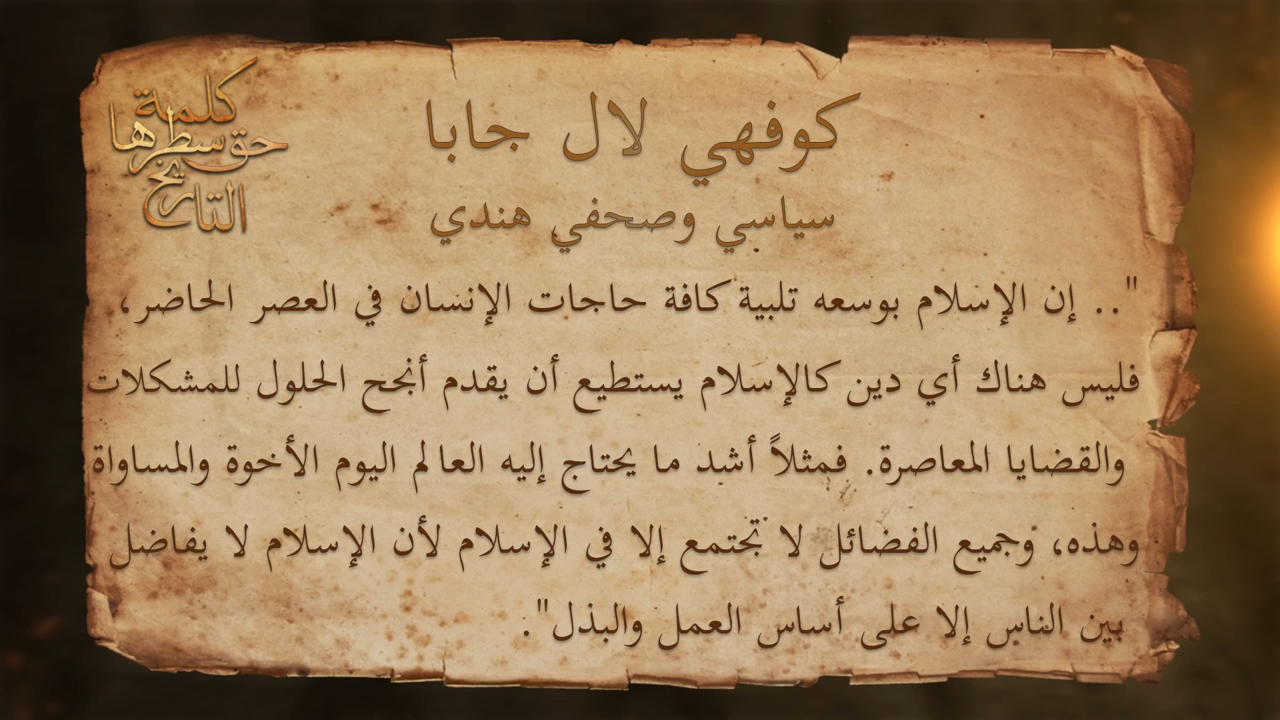 كلمة
حق سطرها
التاريخ
كوفهي لال جابا
سياسي وصحفي هندي
".. إن الإسلام بوسعه تلبية كافة حاجات الإنسان في العصر الحاضر،
فليس هناك أي دين كالإسلام يستطيع أن يقدم أنجح الحلول للمشكلات
والقضايا المعاصرة. فمثلاً أشد ما يحتاج إليه العالم اليوم الأخوة والمساواة
وهذه، وجميع الفضائل لا تجتمع إلا في الإسلام لأن الإسلام لا يفاضل
بين الناس إلا على أساس العمل والبذل".